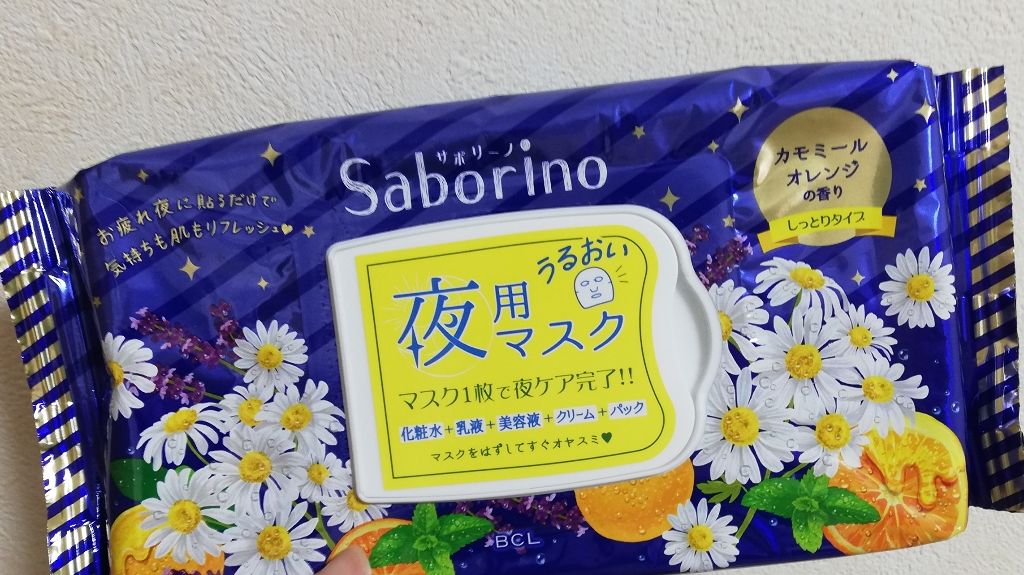 サボリーノ
Saborino
お疲れ夜に貼るだけで
気持ちも肌もリフレッシュ♥
カモミール
オレンジ
の香り
しっとりタイプ
うるおい
夜用
マスク
マスク1枚で夜ケア完了!!
化粧水+乳液+美容液+クリーム+パック
マスクをはずしてすぐオヤスミ♥
BCL